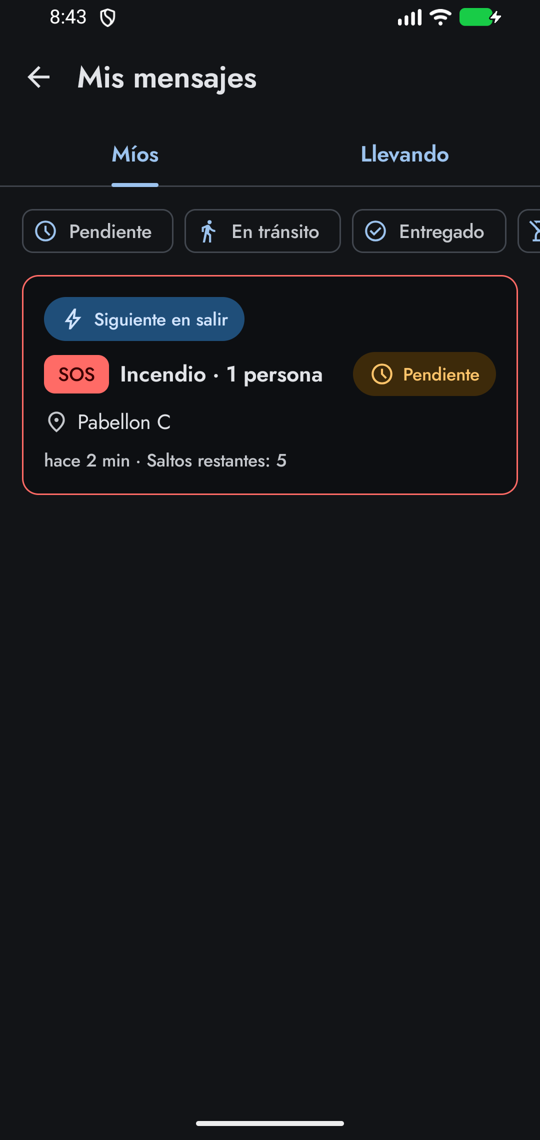 8:43
Mis mensajes
Míos
Llevando
Pendiente
En tránsito
Entregado
Siguiente en salir
SOS
Incendio · 1 persona
Pendiente
Pabellon C
hace 2 min · Saltos restantes: 5